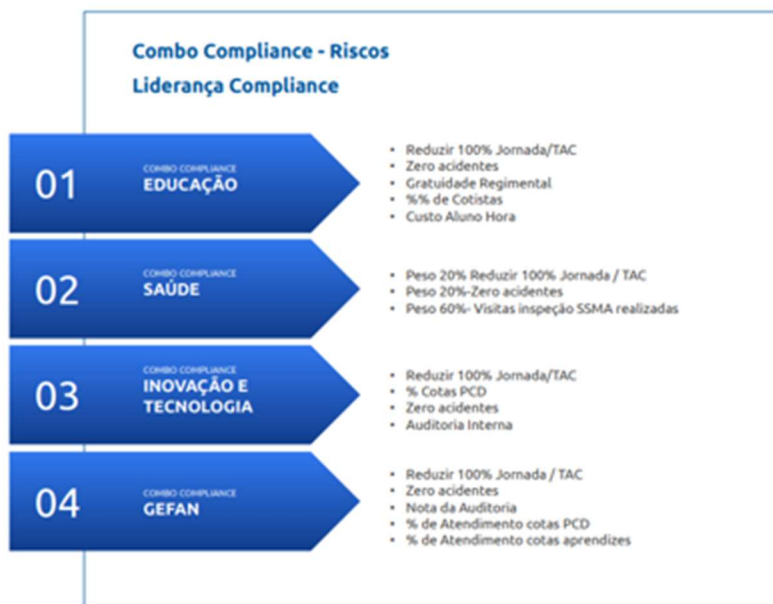 Combo Compliance - Riscos
Liderança Compliance
01
COMBO COMPLIANCE
EDUCAÇÃO
• Reduzir 100% Jornada/TAC
• Zero acidentes
• Gratuidade Regimental
• %% de Cotistas
• Custo Aluno Hora
02
COMBO COMPLIANCE
SAÚDE
• Peso 20% Reduzir 100% Jornada / TAC
• Peso 20%-Zero acidentes
• Peso 60%- Visitas inspeção SSMA realizadas
03
COMBO COMPLIANCE
INOVAÇÃO E
TECNOLOGIA
• Reduzir 100% Jornada/TAC
• % Cotas PCD
• Zero acidentes
• Auditoria Interna
04
COMBO COMPLIANCE
GEFAN
• Reduzir 100% Jornada / TAC
• Zero acidentes
• Nota da Auditoria
• % de Atendimento cotas PCD
• % de Atendimento cotas aprendizes